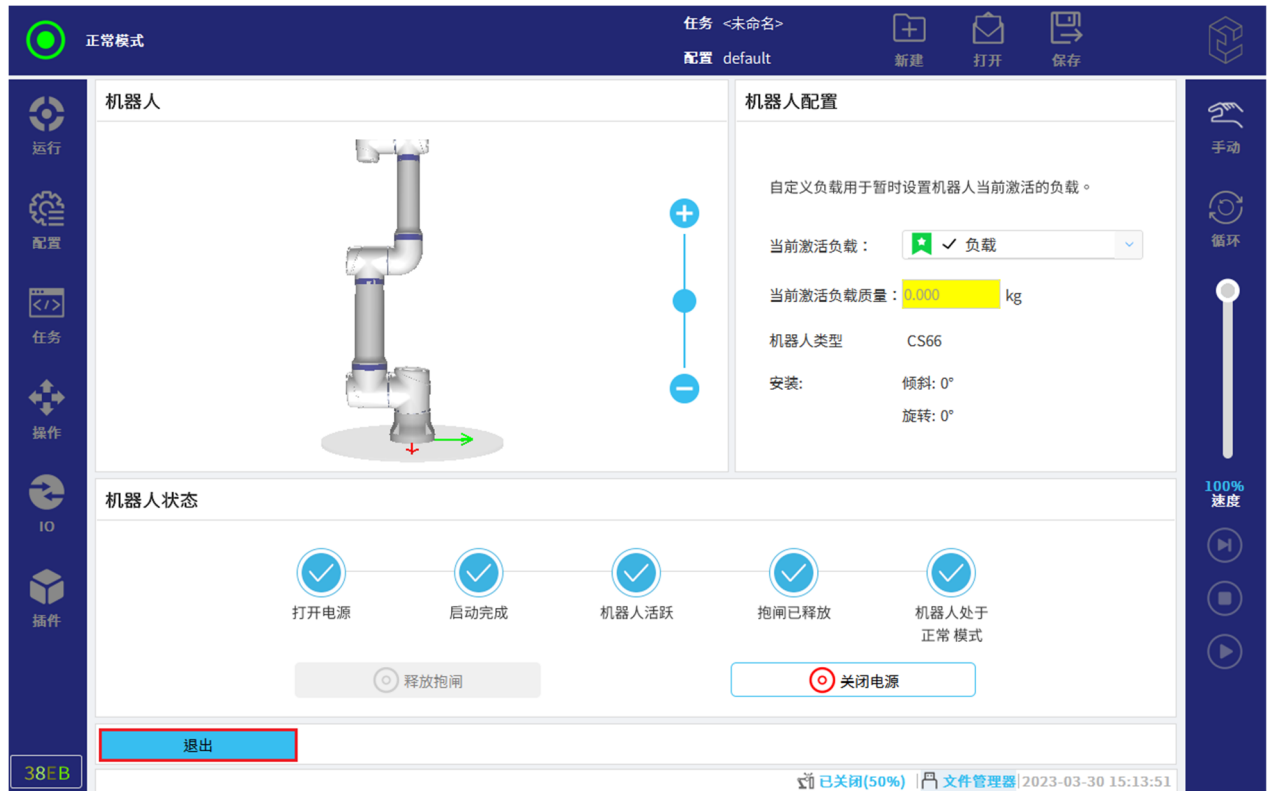 正常模式
任务 <未命名>
配置 default
新建
打开
保存
运行
配置
任务
操作
IO
插件
38EB
机器人
机器人配置
自定义负载用于暂时设置机器人当前激活的负载。
当前激活负载： 负载
当前激活负载质量： 0.000 kg
机器人类型 CS66
安装: 倾斜: 0°
旋转: 0°
机器人状态
打开电源
启动完成
机器人活跃
抱闸已释放
机器人处于
正常 模式
释放抱闸
关闭电源
退出
已关闭(50%) 文件管理器 2023-03-30 15:13:51
手动
循环
100%
速度